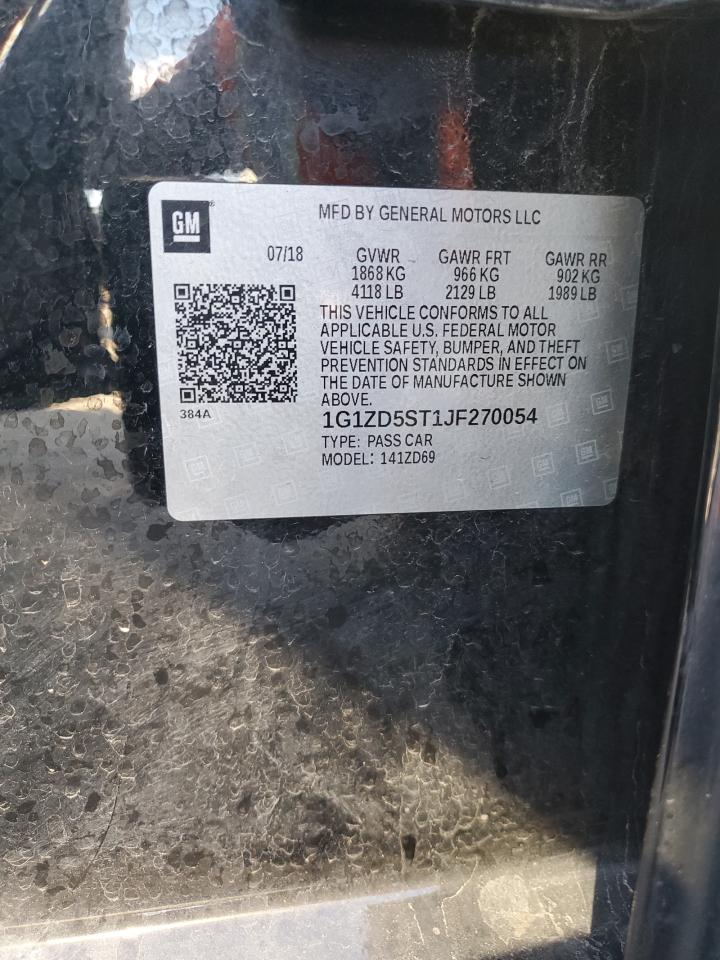 GM
MFD BY GENERAL MOTORS LLC
07/18 GVWR GAWR FRT GAWR RR
1868 KG 966 KG 902 KG
4118 LB 2129 LB 1989 LB
THIS VEHICLE CONFORMS TO ALL
APPLICABLE U.S. FEDERAL MOTOR
VEHICLE SAFETY, BUMPER, AND THEFT
PREVENTION STANDARDS IN EFFECT ON
THE DATE OF MANUFACTURE SHOWN
ABOVE.
384A
1G1ZD5ST1JF270054
TYPE: PASS CAR
MODEL: 141ZD69